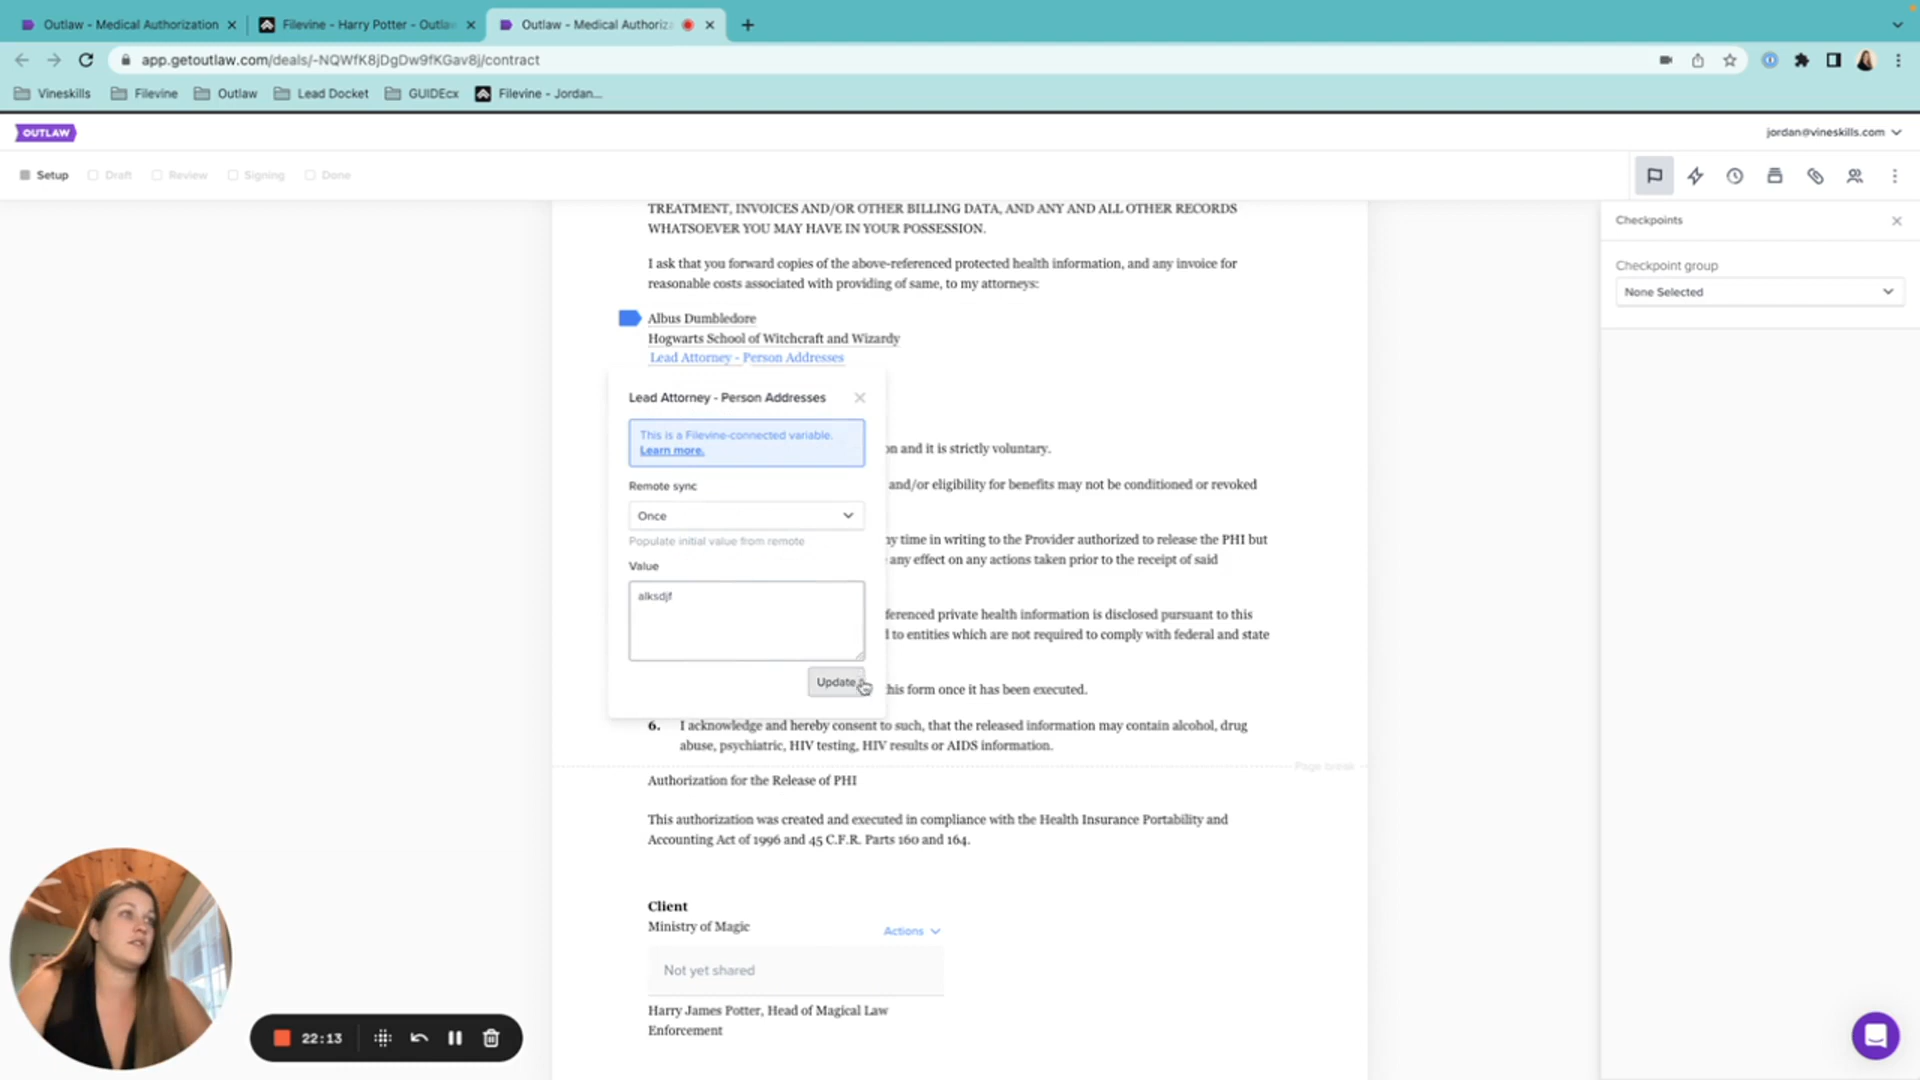 Outlaw - Medical Authorization
Filevine - Harry Potter - Outla
Outlaw - Medical Authoriz
app.getoutlaw.com/deals/-NQWfK8jDgDw9fKGav8j/contract
Vineskills
Filevine
Outlaw
Lead Docket
GUIDEcx
Filevine - Jordan...
OUTLAW
jordan@vineskills.com
Setup
Draft
Review
Signing
Done
TREATMENT, INVOICES AND/OR OTHER BILLING DATA, AND ANY AND ALL OTHER RECORDS
WHATSOEVER YOU MAY HAVE IN YOUR POSSESSION.
I ask that you forward copies of the above-referenced protected health information, and any invoice for
reasonable costs associated with providing of same, to my attorneys:
Albus Dumbledore
Hogwarts School of Witchcraft and Wizardy
Lead Attorney - Person Addresses
Lead Attorney - Person Addresses
This is a Filevine-connected variable.
Learn more.
Remote sync
Once
Populate initial value from remote
Value
alksdjf
Update
on and it is strictly voluntary.
and/or eligibility for benefits may not be conditioned or revoked
ny time in writing to the Provider authorized to release the PHI but
any effect on any actions taken prior to the receipt of said
ferenced private health information is disclosed pursuant to this
d to entities which are not required to comply with federal and state
this form once it has been executed.
6. I acknowledge and hereby consent to such, that the released information may contain alcohol, drug
abuse, psychiatric, HIV testing, HIV results or AIDS information.
Page break
Authorization for the Release of PHI
This authorization was created and executed in compliance with the Health Insurance Portability and
Accounting Act of 1996 and 45 C.F.R. Parts 160 and 164.
Client
Ministry of Magic
Actions
Not yet shared
Harry James Potter, Head of Magical Law
Enforcement
Checkpoints
Checkpoint group
None Selected
22:13